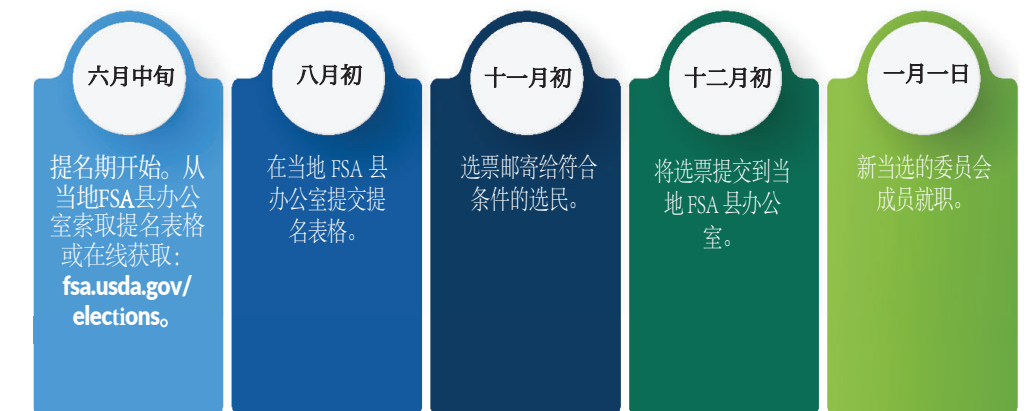 六月中旬
提名期开始。从
当地FSA县办公
室索取提名表格
或在线获取：
fsa.usda.gov/
elections。
八月初
在当地 FSA 县
办公室提交提
名表格。
十一月初
选票邮寄给符合
条件的选民。
十二月初
将选票提交到当
地 FSA 县办公
室。
一月一日
新当选的委员会
成员就职。